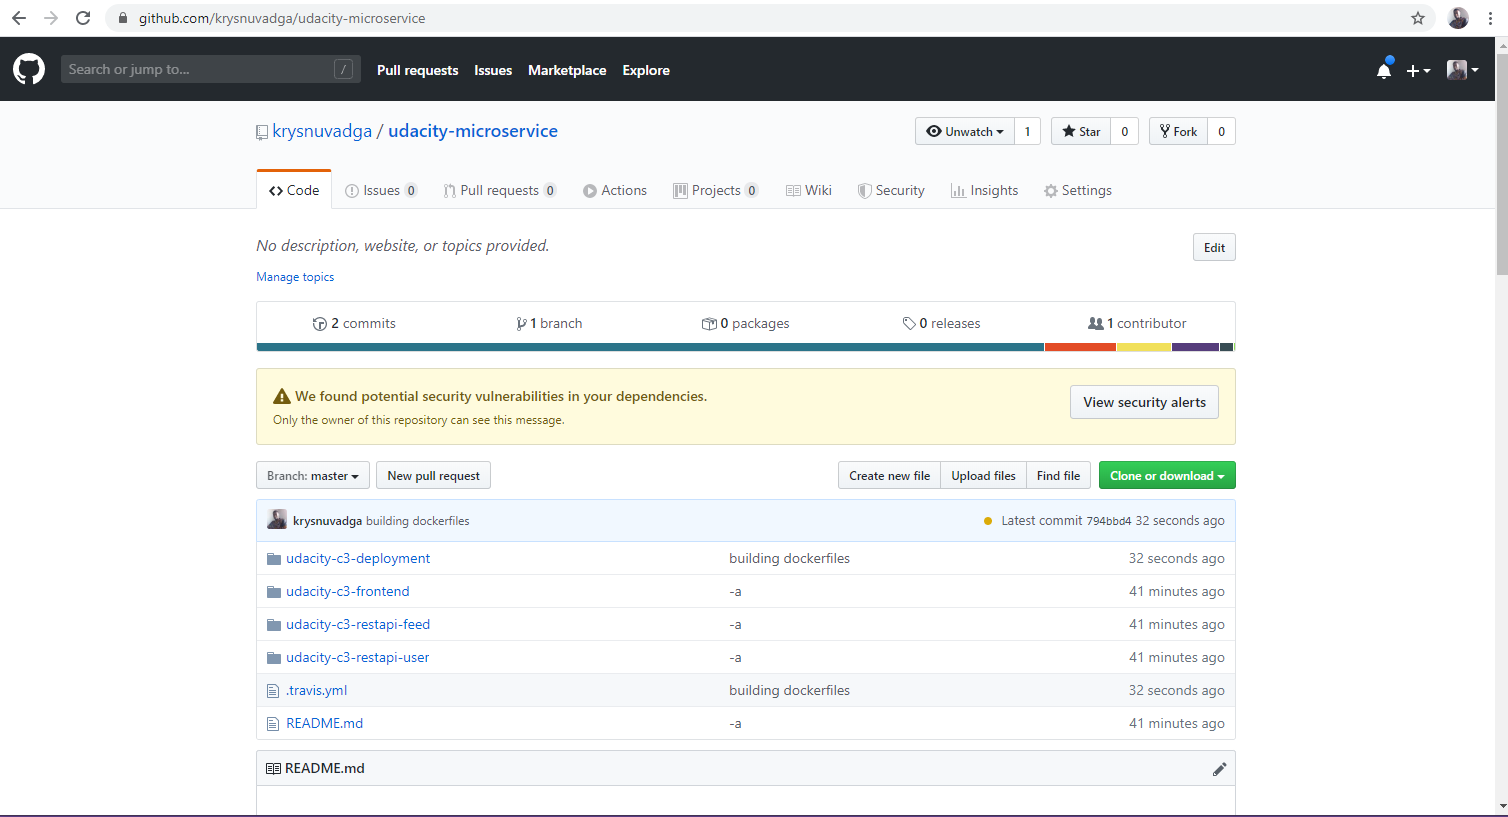 github.com/krysnuvadga/udacity-microservice
Search or jump to... / Pull requests Issues Marketplace Explore
krysnuvadga / udacity-microservice Unwatch 1 Star 0 Fork 0
Code Issues 0 Pull requests 0 Actions Projects 0 Wiki Security Insights Settings
No description, website, or topics provided. Edit
Manage topics
2 commits 1 branch 0 packages 0 releases 1 contributor
We found potential security vulnerabilities in your dependencies.
Only the owner of this repository can see this message.
View security alerts
Branch: master New pull request Create new file Upload files Find file Clone or download
krysnuvadga building dockerfiles Latest commit 794bbd4 32 seconds ago
udacity-c3-deployment building dockerfiles 32 seconds ago
udacity-c3-frontend -a 41 minutes ago
udacity-c3-restapi-feed -a 41 minutes ago
udacity-c3-restapi-user -a 41 minutes ago
.travis.yml building dockerfiles 32 seconds ago
README.md -a 41 minutes ago
README.md